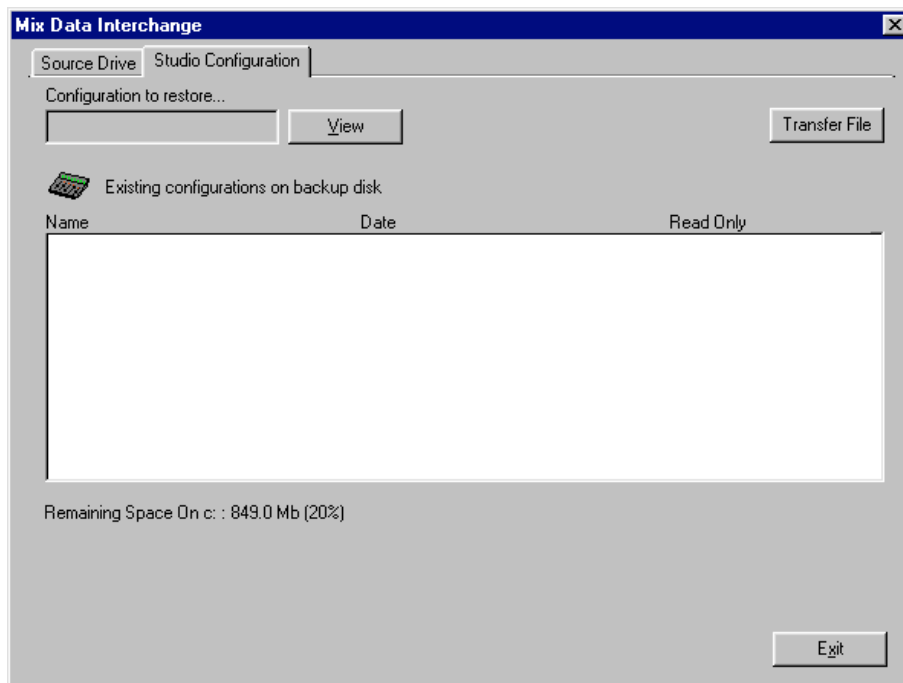 Mix Data Interchange
Source Drive Studio Configuration
Configuration to restore...
View Transfer File
Existing configurations on backup disk
Name Date Read Only
Remaining Space On c: : 849.0 Mb (20%)
Exit